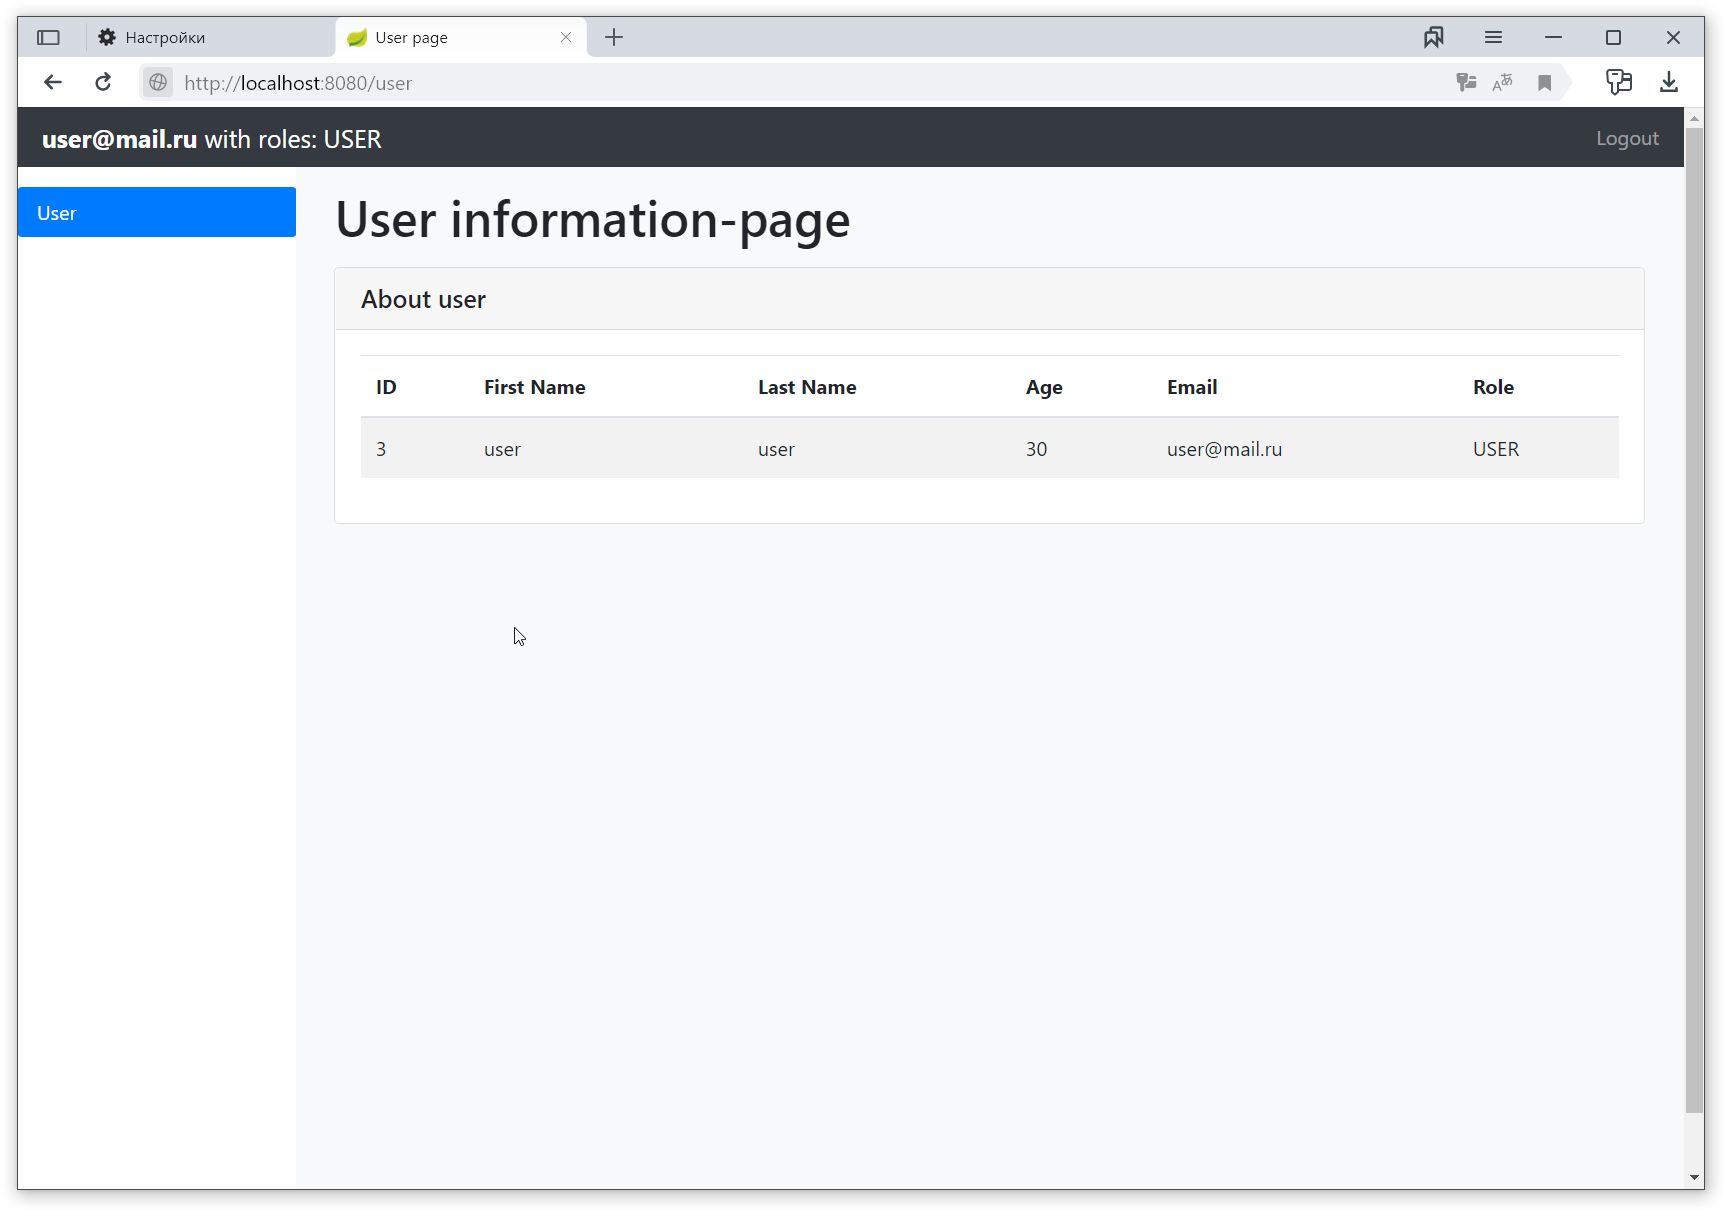 Настройки
User page
http://localhost:8080/user
user@mail.ru with roles: USER
Logout
User
User information-page
About user
ID First Name Last Name Age Email Role
3 user user 30 user@mail.ru USER